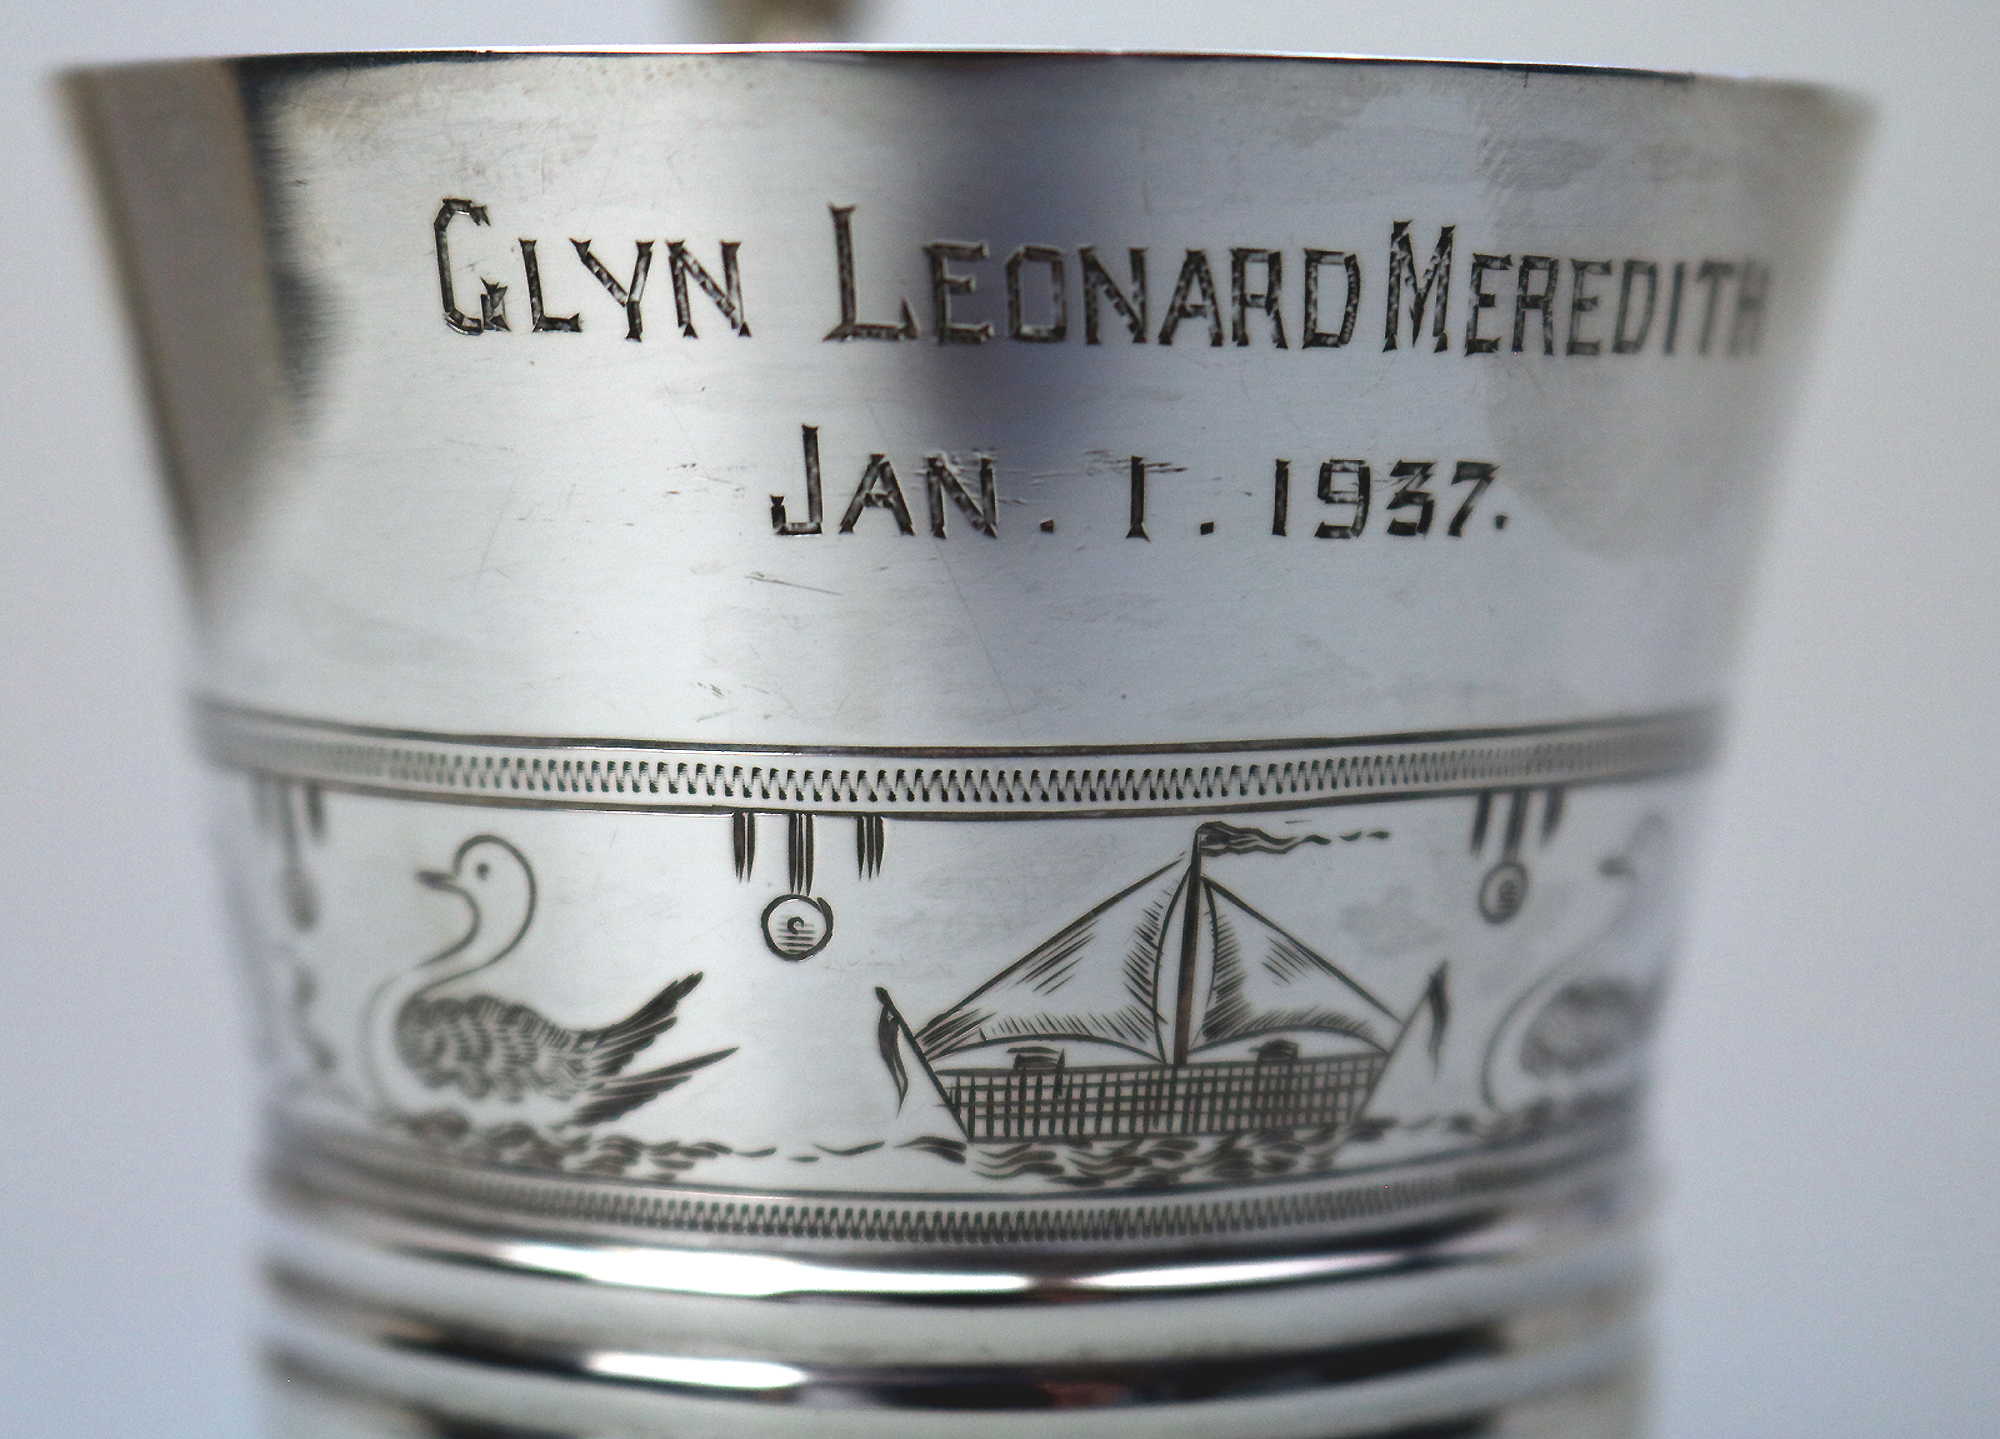 GLYN LEONARD MEREDITH
JAN. 1. 1937.